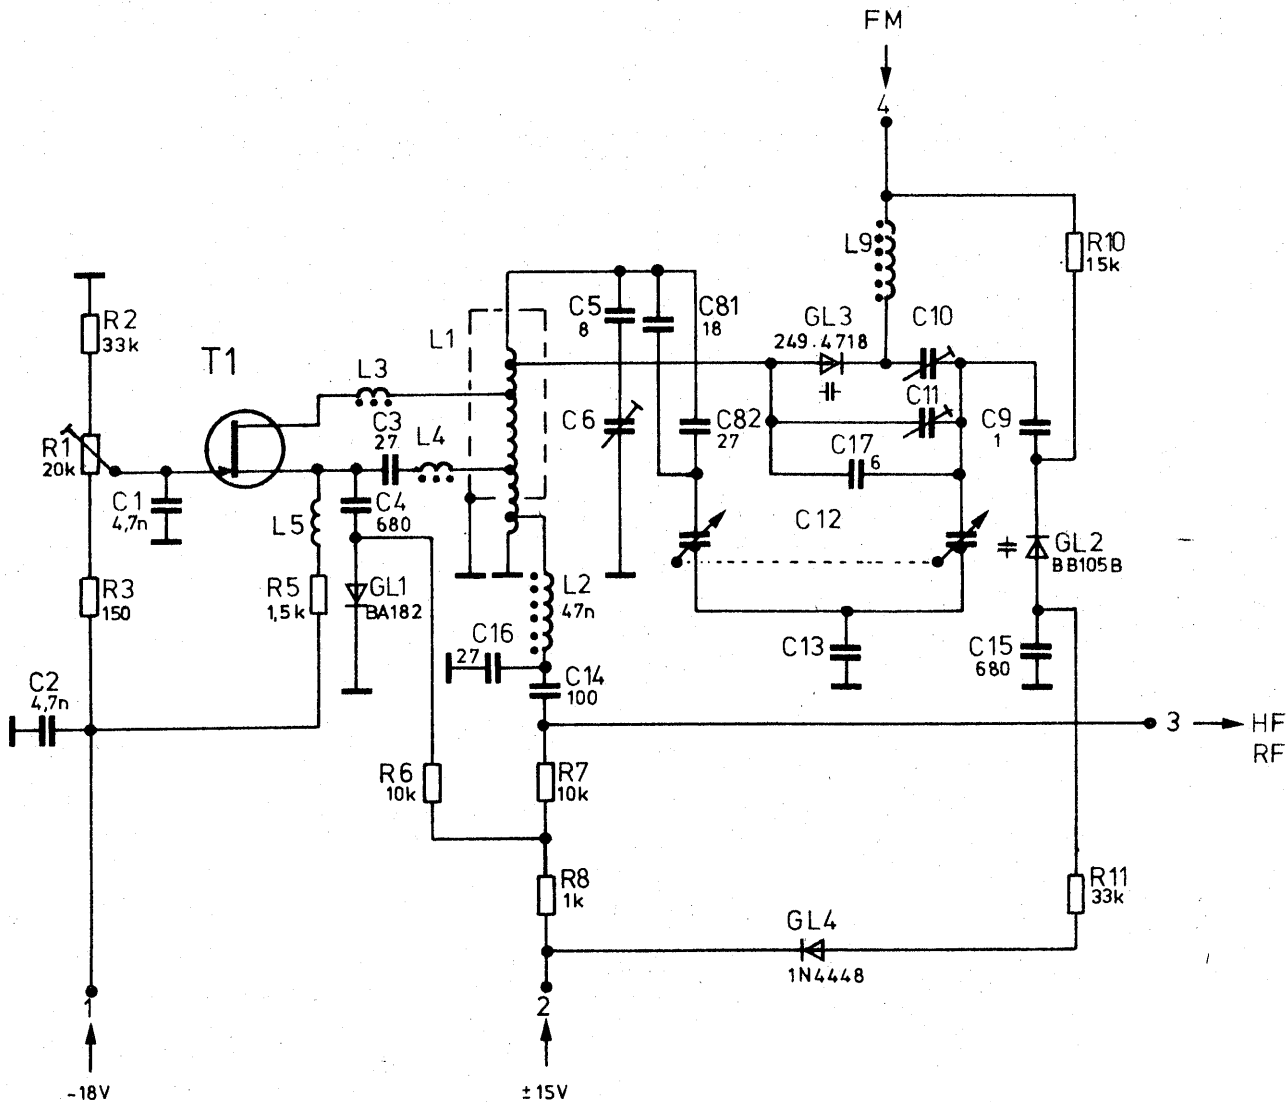 FM
4
L9
R10
15k
R2
33k
C5
8
C81
18
GL3
249.4718
C10
T1
L1
L3
C3
27
L4
C6
C82
27
C11
C9
1
R1
20k
C17
6
C1
4,7n
L5
C4
680
C12
GL2
BB105B
R3
150
R5
1,5k
GL1
BA182
L2
47n
C16
27
C13
C15
680
C14
100
C2
4,7n
3
HF
RF
R6
10k
R7
10k
R8
1k
R11
33k
GL4
1N4448
1
2
-18V
±15V